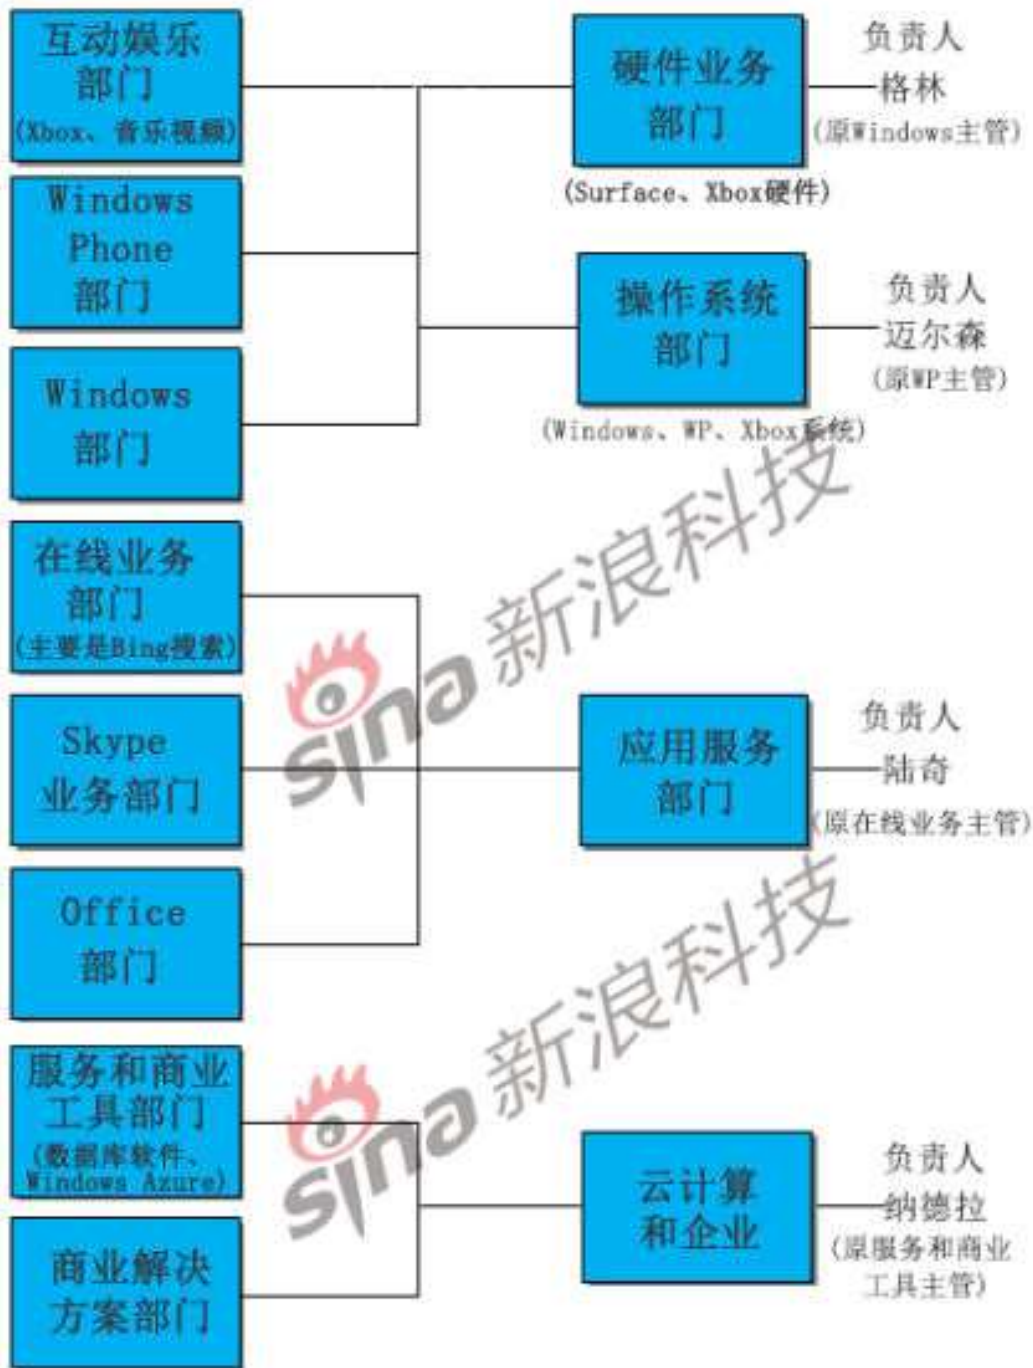 互动娱乐
部门
(Xbox、音乐视频)
Windows
Phone
部门
Windows
部门
在线业务
部门
(主要是Bing搜索)
Skype
业务部门
Office
部门
服务和商业
工具部门
(数据库软件、
Windows Azure)
商业解决
方案部门
硬件业务
部门
(Surface、Xbox硬件)
负责人
格林
(原Windows主管)
操作系统
部门
(Windows、WP、Xbox系统)
负责人
迈尔森
(原WP主管)
应用服务
部门
负责人
陆奇
(原在线业务主管)
云计算
和企业
负责人
纳德拉
(原服务和商业
工具主管)
sina新浪科技
sina新浪科技